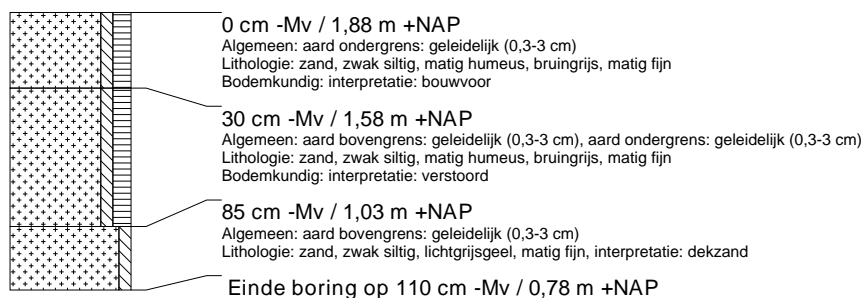 0 cm -Mv / 1,88 m +NAP
Algemeen: aard ondergrens: geleidelijk (0,3-3 cm)
Lithologie: zand, zwak siltig, matig humeus, bruingrijs, matig fijn
Bodemkundig: interpretatie: bouwvoor
30 cm -Mv / 1,58 m +NAP
Algemeen: aard bovengrens: geleidelijk (0,3-3 cm), aard ondergrens: geleidelijk (0,3-3 cm)
Lithologie: zand, zwak siltig, matig humeus, bruingrijs, matig fijn
Bodemkundig: interpretatie: verstoord
85 cm -Mv / 1,03 m +NAP
Algemeen: aard bovengrens: geleidelijk (0,3-3 cm)
Lithologie: zand, zwak siltig, lichtgrijsgeel, matig fijn, interpretatie: dekzand
Einde boring op 110 cm -Mv / 0,78 m +NAP